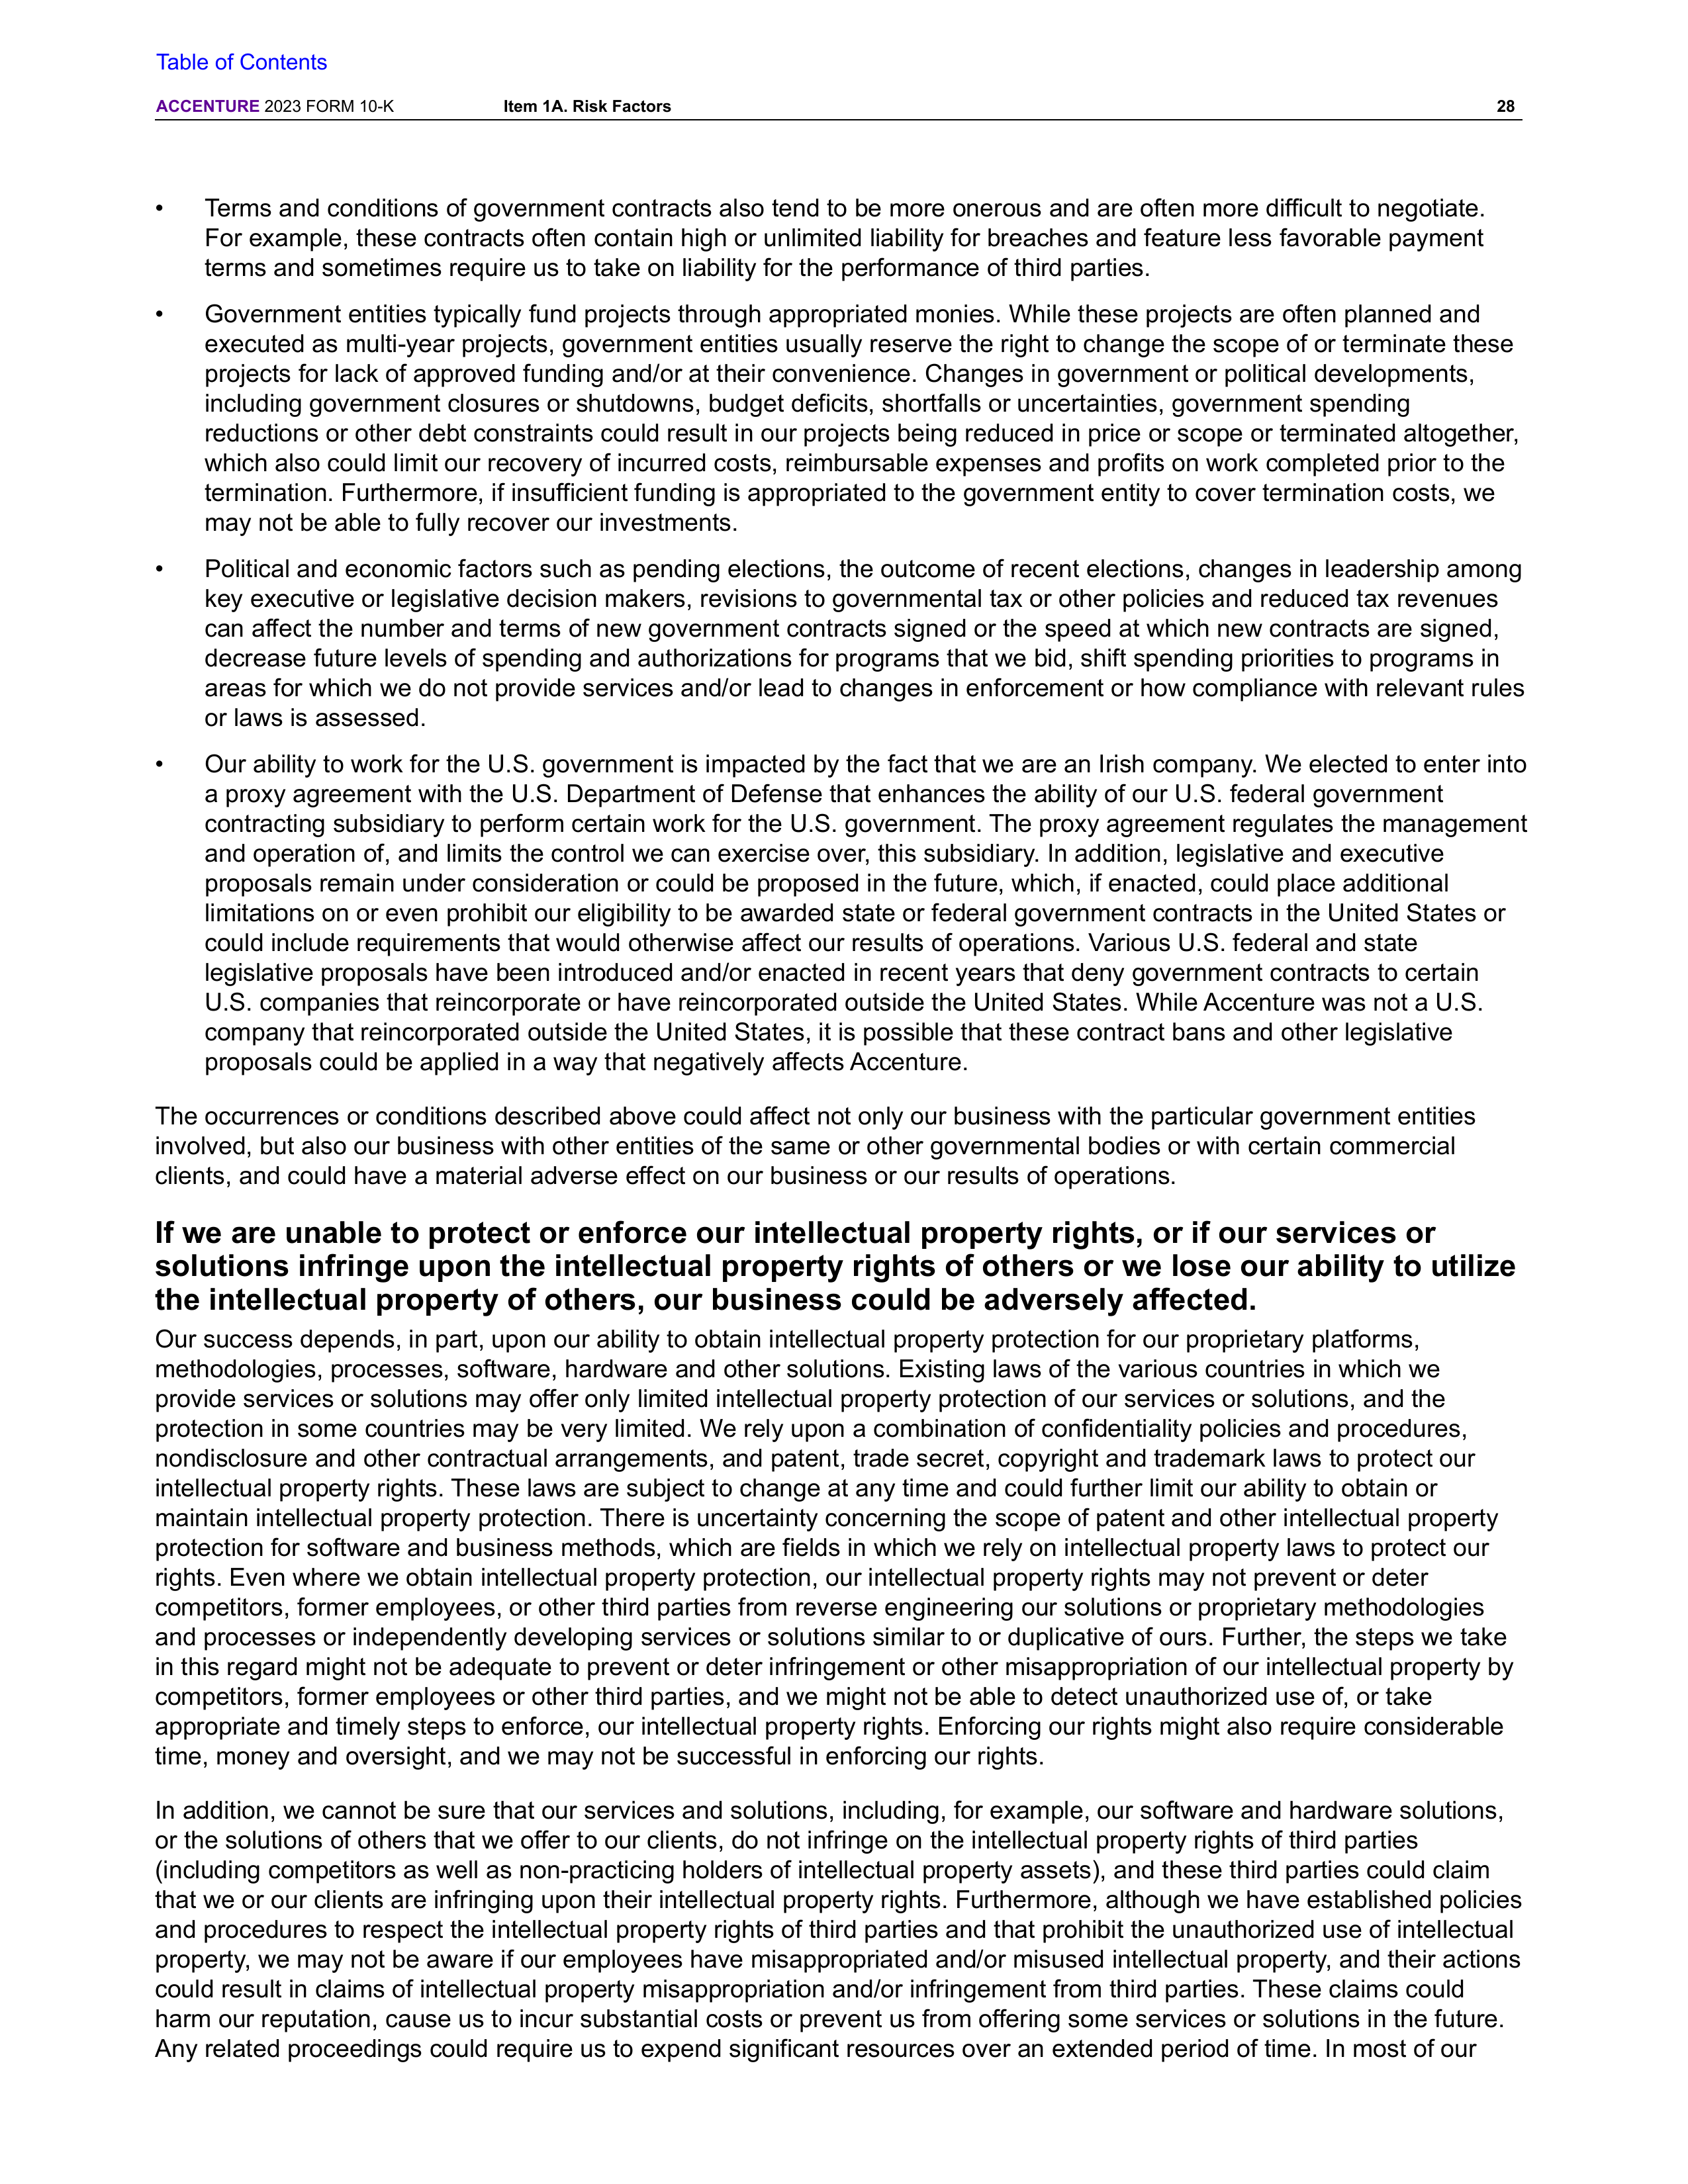 Table of Contents
ACCENTURE 2023 FORM 10-K Item 1A. Risk Factors 28
• Terms and conditions of government contracts also tend to be more onerous and are often more difficult to negotiate.
For example, these contracts often contain high or unlimited liability for breaches and feature less favorable payment
terms and sometimes require us to take on liability for the performance of third parties.
• Government entities typically fund projects through appropriated monies. While these projects are often planned and
executed as multi-year projects, government entities usually reserve the right to change the scope of or terminate these
projects for lack of approved funding and/or at their convenience. Changes in government or political developments,
including government closures or shutdowns, budget deficits, shortfalls or uncertainties, government spending
reductions or other debt constraints could result in our projects being reduced in price or scope or terminated altogether,
which also could limit our recovery of incurred costs, reimbursable expenses and profits on work completed prior to the
termination. Furthermore, if insufficient funding is appropriated to the government entity to cover termination costs, we
may not be able to fully recover our investments.
• Political and economic factors such as pending elections, the outcome of recent elections, changes in leadership among
key executive or legislative decision makers, revisions to governmental tax or other policies and reduced tax revenues
can affect the number and terms of new government contracts signed or the speed at which new contracts are signed,
decrease future levels of spending and authorizations for programs that we bid, shift spending priorities to programs in
areas for which we do not provide services and/or lead to changes in enforcement or how compliance with relevant rules
or laws is assessed.
• Our ability to work for the U.S. government is impacted by the fact that we are an Irish company. We elected to enter into
a proxy agreement with the U.S. Department of Defense that enhances the ability of our U.S. federal government
contracting subsidiary to perform certain work for the U.S. government. The proxy agreement regulates the management
and operation of, and limits the control we can exercise over, this subsidiary. In addition, legislative and executive
proposals remain under consideration or could be proposed in the future, which, if enacted, could place additional
limitations on or even prohibit our eligibility to be awarded state or federal government contracts in the United States or
could include requirements that would otherwise affect our results of operations. Various U.S. federal and state
legislative proposals have been introduced and/or enacted in recent years that deny government contracts to certain
U.S. companies that reincorporate or have reincorporated outside the United States. While Accenture was not a U.S.
company that reincorporated outside the United States, it is possible that these contract bans and other legislative
proposals could be applied in a way that negatively affects Accenture.
The occurrences or conditions described above could affect not only our business with the particular government entities
involved, but also our business with other entities of the same or other governmental bodies or with certain commercial
clients, and could have a material adverse effect on our business or our results of operations.
If we are unable to protect or enforce our intellectual property rights, or if our services or
solutions infringe upon the intellectual property rights of others or we lose our ability to utilize
the intellectual property of others, our business could be adversely affected.
Our success depends, in part, upon our ability to obtain intellectual property protection for our proprietary platforms,
methodologies, processes, software, hardware and other solutions. Existing laws of the various countries in which we
provide services or solutions may offer only limited intellectual property protection of our services or solutions, and the
protection in some countries may be very limited. We rely upon a combination of confidentiality policies and procedures,
nondisclosure and other contractual arrangements, and patent, trade secret, copyright and trademark laws to protect our
intellectual property rights. These laws are subject to change at any time and could further limit our ability to obtain or
maintain intellectual property protection. There is uncertainty concerning the scope of patent and other intellectual property
protection for software and business methods, which are fields in which we rely on intellectual property laws to protect our
rights. Even where we obtain intellectual property protection, our intellectual property rights may not prevent or deter
competitors, former employees, or other third parties from reverse engineering our solutions or proprietary methodologies
and processes or independently developing services or solutions similar to or duplicative of ours. Further, the steps we take
in this regard might not be adequate to prevent or deter infringement or other misappropriation of our intellectual property by
competitors, former employees or other third parties, and we might not be able to detect unauthorized use of, or take
appropriate and timely steps to enforce, our intellectual property rights. Enforcing our rights might also require considerable
time, money and oversight, and we may not be successful in enforcing our rights.
In addition, we cannot be sure that our services and solutions, including, for example, our software and hardware solutions,
or the solutions of others that we offer to our clients, do not infringe on the intellectual property rights of third parties
(including competitors as well as non-practicing holders of intellectual property assets), and these third parties could claim
that we or our clients are infringing upon their intellectual property rights. Furthermore, although we have established policies
and procedures to respect the intellectual property rights of third parties and that prohibit the unauthorized use of intellectual
property, we may not be aware if our employees have misappropriated and/or misused intellectual property, and their actions
could result in claims of intellectual property misappropriation and/or infringement from third parties. These claims could
harm our reputation, cause us to incur substantial costs or prevent us from offering some services or solutions in the future.
Any related proceedings could require us to expend significant resources over an extended period of time. In most of our